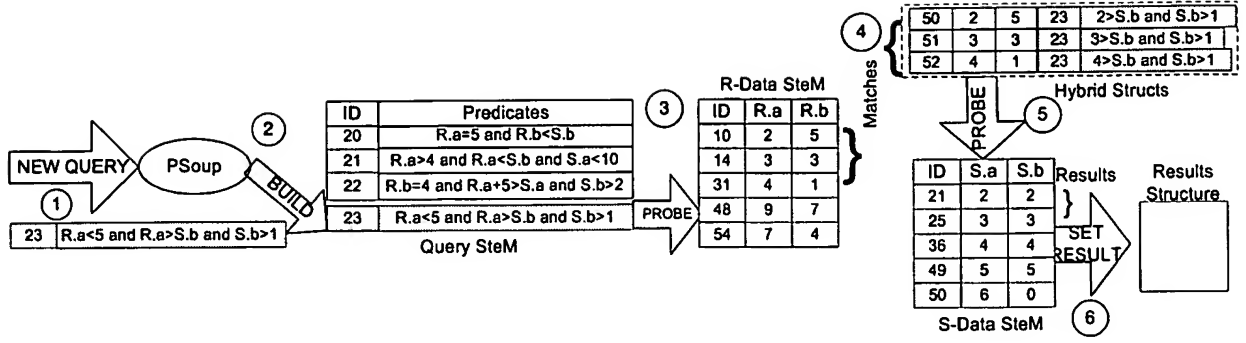 NEW QUERY
1
23 R.a<5 and R.a>S.b and S.b>1
PSoup
2
BUILD
ID Predicates
20 R.a=5 and R.b<S.b
21 R.a>4 and R.a<S.b and S.a<10
22 R.b=4 and R.a+5>S.a and S.b>2
23 R.a<5 and R.a>S.b and S.b>1
Query SteM
PROBE
3
R-Data SteM
ID R.a R.b
10 2 5
14 3 3
31 4 1
48 9 7
54 7 4
Matches
4
50 2 5 23 2>S.b and S.b>1
51 3 3 23 3>S.b and S.b>1
52 4 1 23 4>S.b and S.b>1
Hybrid Structs
PROBE
5
ID S.a S.b
21 2 2
25 3 3
36 4 4
49 5 5
50 6 0
S-Data SteM
Results
SET
RESULT
6
Results
Structure